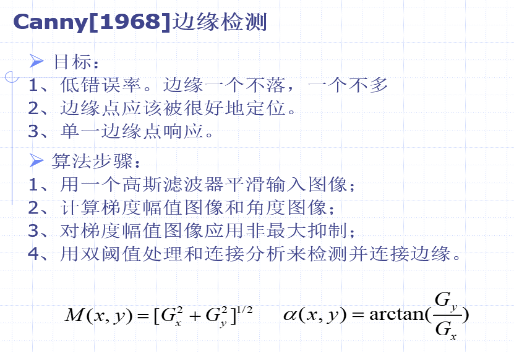 Canny[1968]边缘检测
目标：
1、低错误率。边缘一个不落，一个不多
2、边缘点应该被很好地定位。
3、单一边缘点响应。
算法步骤：
1、用一个高斯滤波器平滑输入图像；
2、计算梯度幅值图像和角度图像；
3、对梯度幅值图像应用非最大抑制；
4、用双阈值处理和连接分析来检测并连接边缘。
M(x, y) = [G_x^2 + G_y^2]^{1/2} α(x, y) = arctan(G_y/G_x)